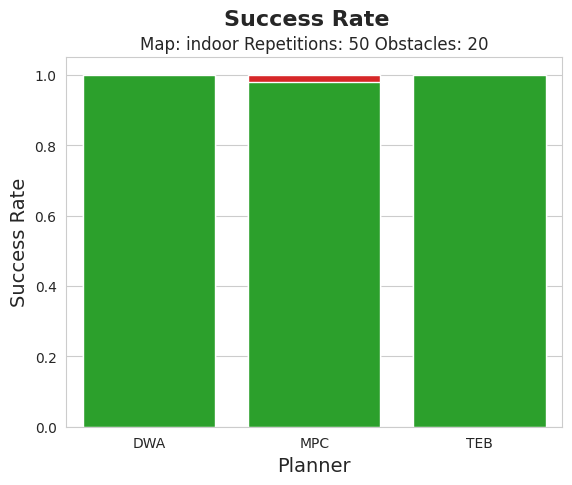 Success Rate
Map: indoor Repetitions: 50 Obstacles: 20
1.0
0.8
0.6
0.4
0.2
0.0
Success Rate
DWA MPC TEB
Planner